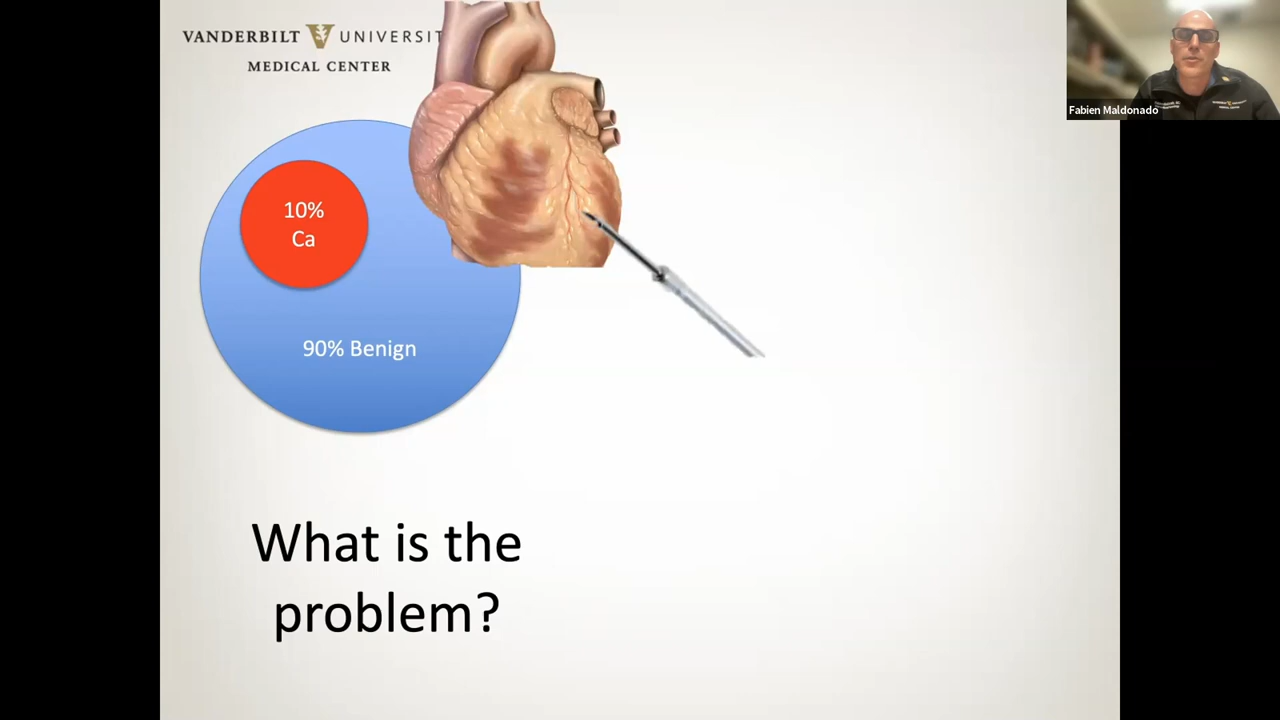 VANDERBILT UNIVERSIT
MEDICAL CENTER
Fabien Maldonado
10%
Ca
90% Benign
What is the
problem?